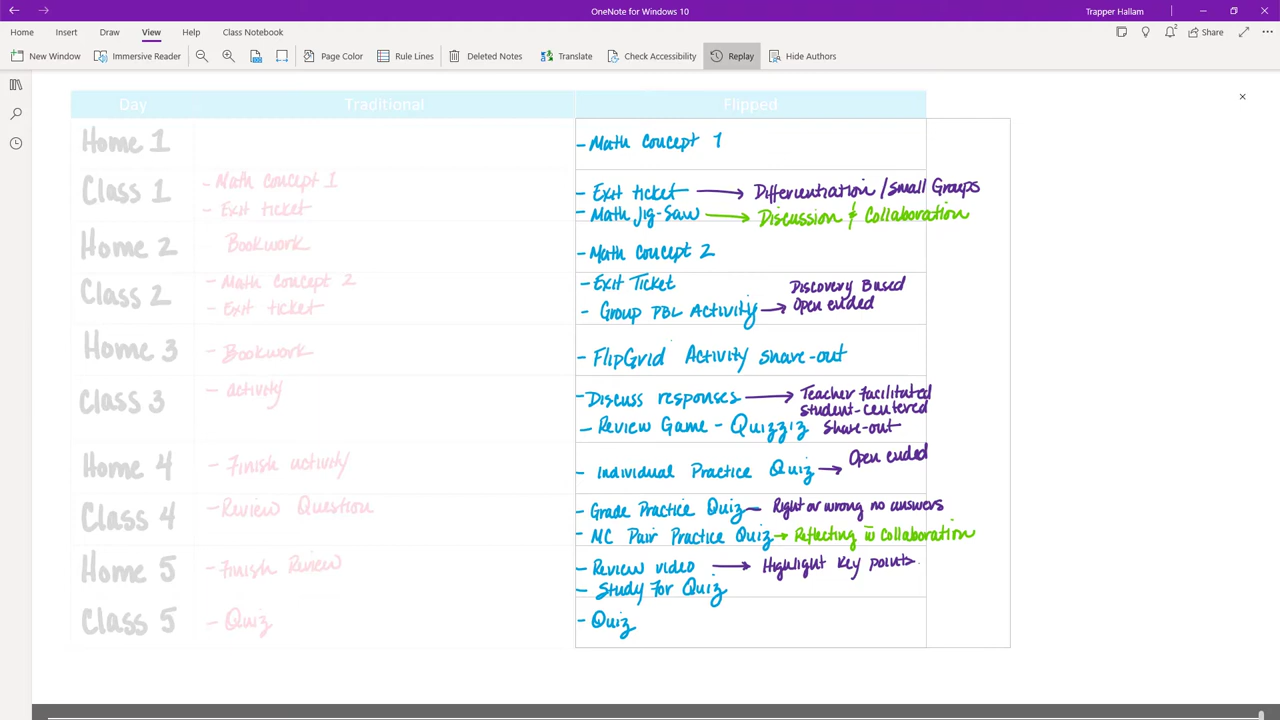 OneNote for Windows 10
Trapper Hallam
Home Insert Draw View Help Class Notebook
2
Share
New Window Immersive Reader Page Color Rule Lines Deleted Notes Translate Check Accessibility Replay Hide Authors
Day Traditional Flipped
Home 1
- Math Concept 1
Class 1
- Math Concept 1
- Exit ticket
- Exit ticket → Differientiation / Small Groups
- Math Jig-Saw → Discussion & Collaboration
Home 2
Bookwork
- Math Concept 2
Class 2
- Math Concept 2
- Exit ticket
- Exit Ticket
- Group PBL Activity → Discovery Based
Open ended
Home 3
- Bookwork
- FlipGrid Activity share-out
Class 3
- activity
- Discuss responses → Teacher Facilitated
student-centered
share-out
- Review Game - Quizziz
Home 4
- Finish activity
- Individual Practice Quiz → Open ended
Class 4
- Review Question
- Grade Practice Quiz - Right or wrong no answers
- MC Pair Practice Quiz → Reflecting w̄ Collaboration
Home 5
- Finish Review
- Review video → Highlight Key points
- Study For Quiz
Class 5
- Quiz
- Quiz